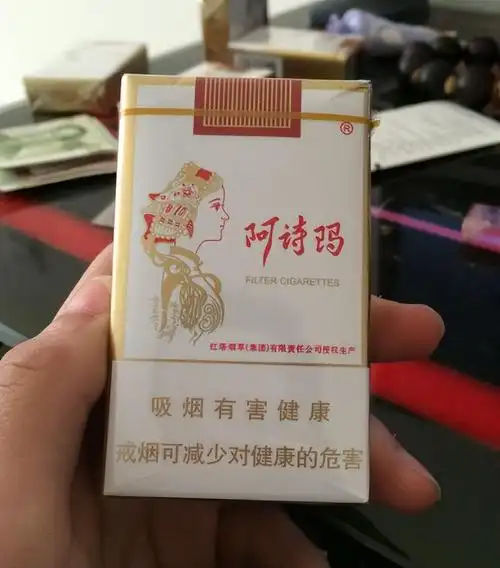 ®
阿诗玛
FILTER CIGARETTES
红塔烟草(集团)有限责任公司授权生产
吸烟有害健康
戒烟可减少对健康的危害